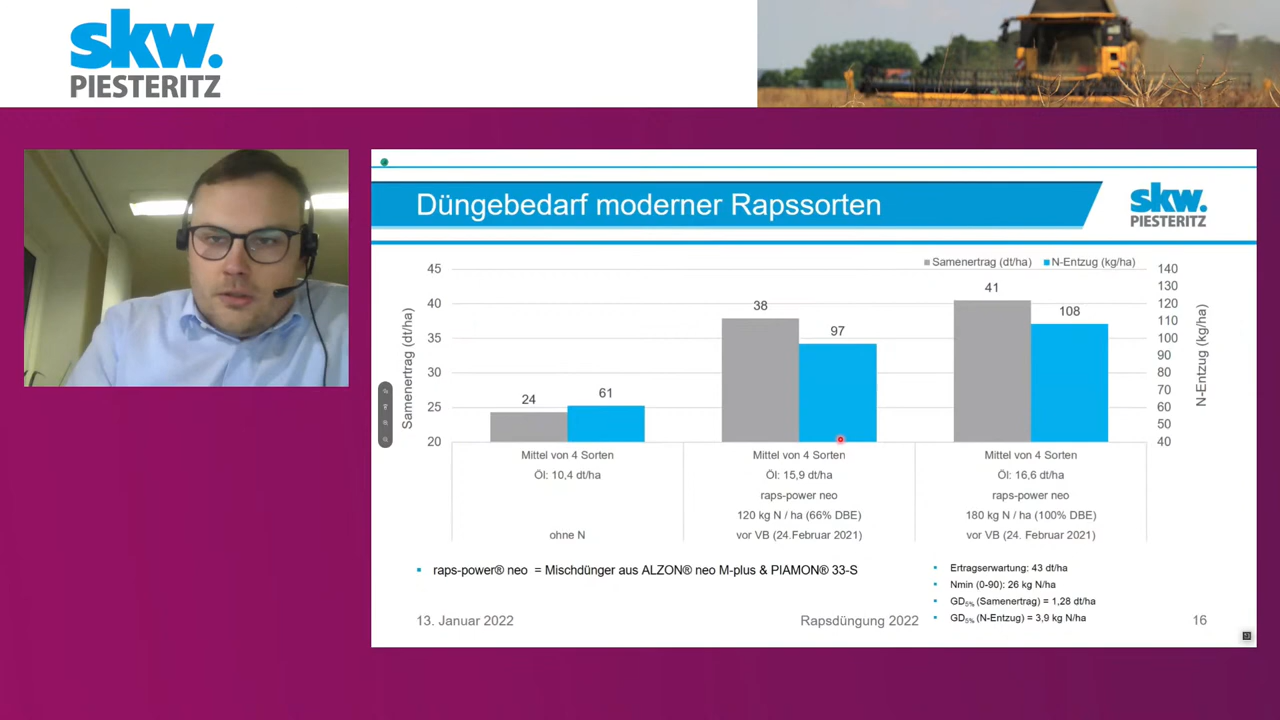 skw.
PIESTERITZ
Düngebedarf moderner Rapssorten
skw.
PIESTERITZ
Samenertrag (dt/ha) N-Entzug (kg/ha)
45
40
35
30
25
20
Samenertrag (dt/ha)
24
61
38
97
41
108
140
130
120
110
100
90
80
70
60
50
40
N-Entzug (kg/ha)
Mittel von 4 Sorten
Öl: 10,4 dt/ha
ohne N
Mittel von 4 Sorten
Öl: 15,9 dt/ha
raps-power neo
120 kg N / ha (66% DBE)
vor VB (24.Februar 2021)
Mittel von 4 Sorten
Öl: 16,6 dt/ha
raps-power neo
180 kg N / ha (100% DBE)
vor VB (24. Februar 2021)
▪ raps-power® neo = Mischdünger aus ALZON® neo M-plus & PIAMON® 33-S
▪ Ertragserwartung: 43 dt/ha
▪ Nmin (0-90): 26 kg N/ha
▪ GD5% (Samenertrag) = 1,28 dt/ha
▪ GD5% (N-Entzug) = 3,9 kg N/ha
13. Januar 2022
Rapsdüngung 2022
16